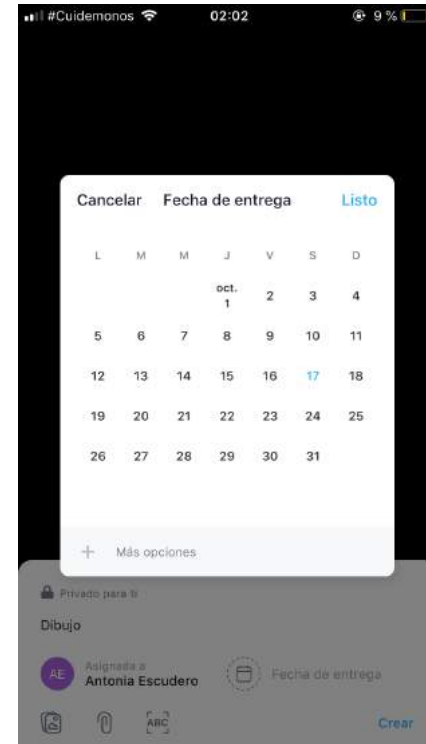 #Cuidemonos 02:02 9 %
Cancelar Fecha de entrega Listo
L M M J V S D
oct.
1 2 3 4
5 6 7 8 9 10 11
12 13 14 15 16 17 18
19 20 21 22 23 24 25
26 27 28 29 30 31
+ Más opciones
Privado para ti
Dibujo
AE Asignada a
Antonia Escudero
Fecha de entrega
ABC Crear